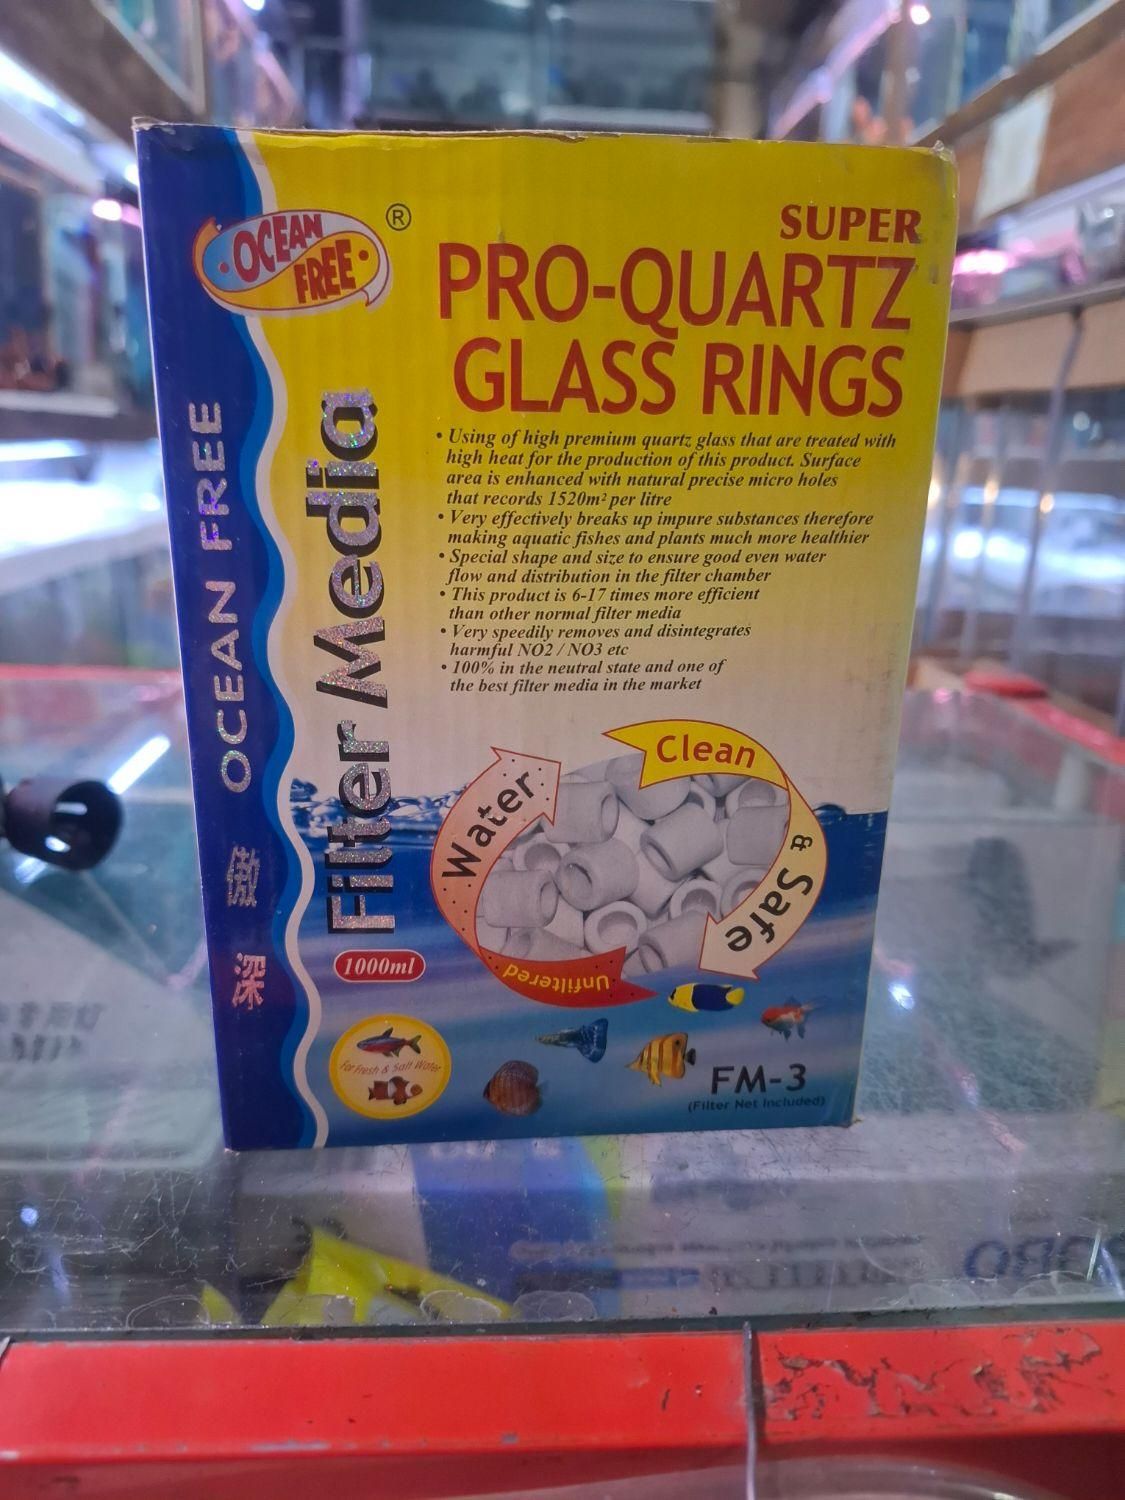 OCEAN
FREE
®
SUPER
PRO-QUARTZ
GLASS RINGS
• Using of high premium quartz glass that are treated with
high heat for the production of this product. Surface
area is enhanced with natural precise micro holes
that records 1520m² per litre
• Very effectively breaks up impure substances therefore
making aquatic fishes and plants much more healthier
• Special shape and size to ensure good even water
flow and distribution in the filter chamber
• This product is 6-17 times more efficient
than other normal filter media
• Very speedily removes and disintegrates
harmful NO2 / NO3 etc
• 100% in the neutral state and one of
the best filter media in the market
深 傲 OCEAN FREE
Filter Media
1000ml
Water
Clean
& Safe
Unfiltered
For Fresh & Salt Water
FM-3
(Filter Net Included)